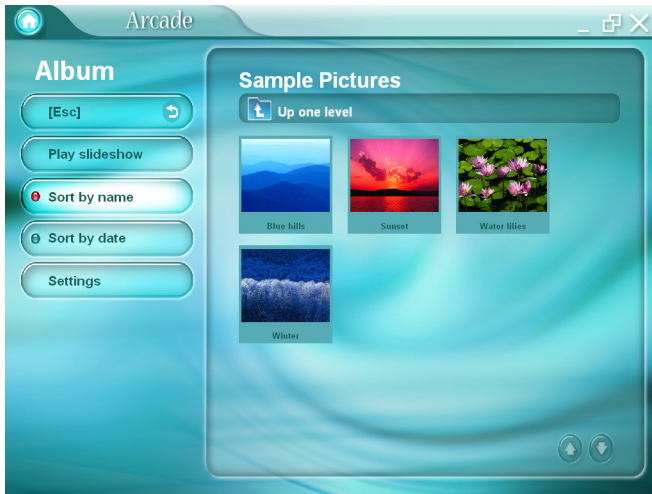 Arcade
Album
[Esc]
Play slideshow
Sort by name
Sort by date
Settings
Sample Pictures
Up one level
Blue hills
Sunset
Water lilies
Winter